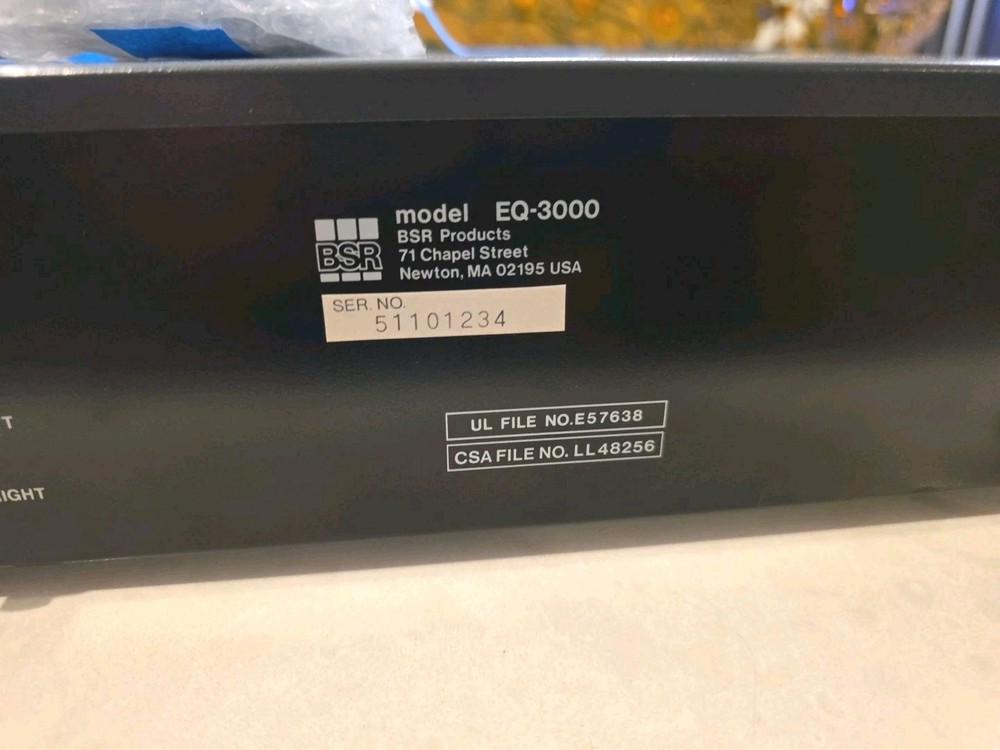 model EQ-3000
BSR
BSR Products
71 Chapel Street
Newton, MA 02195 USA
SER. NO.
51101234
UL FILE NO.E57638
CSA FILE NO. LL48256
T
IGHT